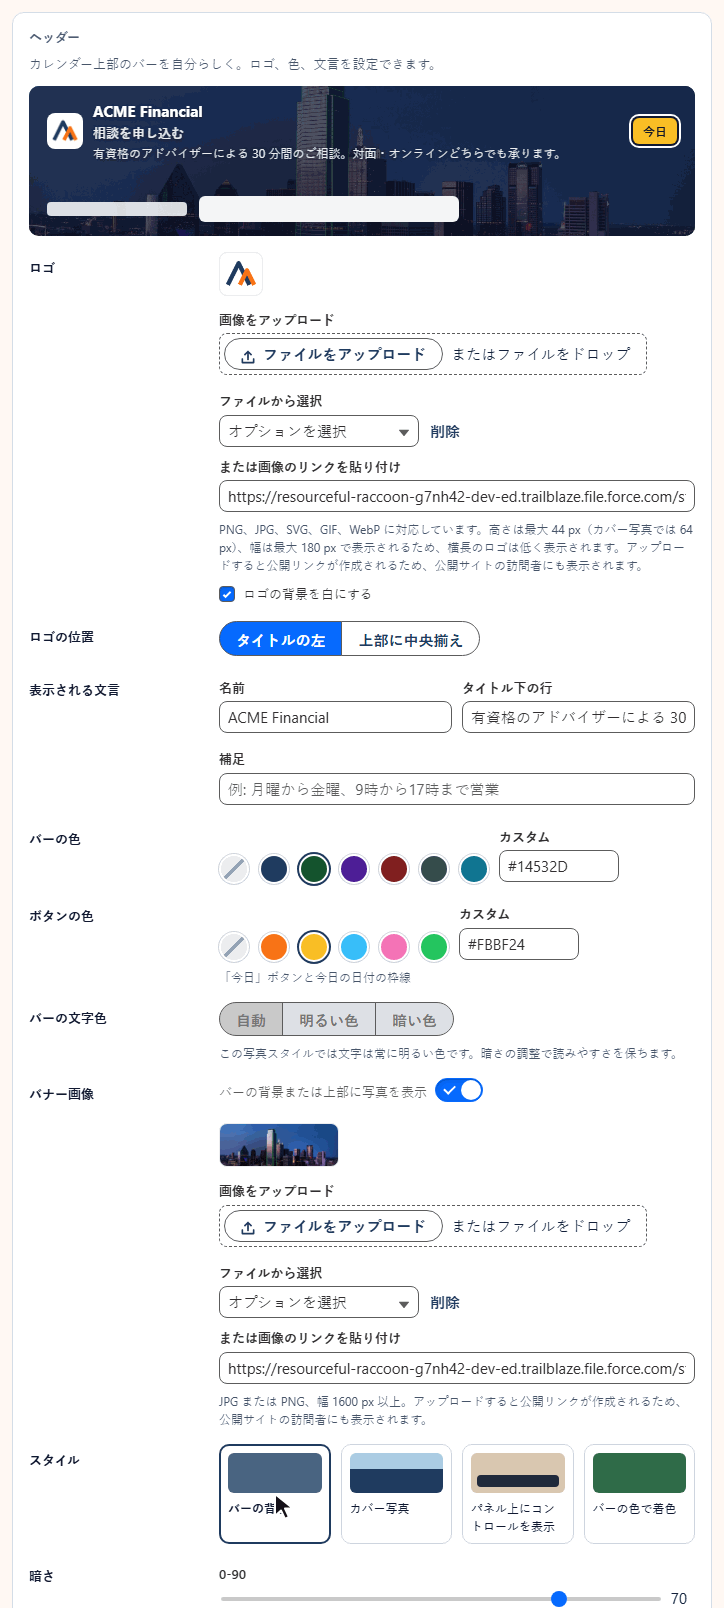 ヘッダー
カレンダー上部のバーを自分らしく。ロゴ、色、文言を設定できます。
ACME Financial
相談を申し込む
有資格のアドバイザーによる 30 分間のご相談。対面・オンラインどちらでも承ります。
今日
ロゴ
画像をアップロード
ファイルをアップロード またはファイルをドロップ
ファイルから選択
オプションを選択 削除
または画像のリンクを貼り付け
https://resourceful-raccoon-g7nh42-dev-ed.trailblaze.file.force.com/s
PNG、JPG、SVG、GIF、WebP に対応しています。高さは最大 44 px（カバー写真では 64
px）、幅は最大 180 px で表示されるため、横長のロゴは低く表示されます。アップロー
ドすると公開リンクが作成されるため、公開サイトの訪問者にも表示されます。
ロゴの背景を白にする
ロゴの位置
タイトルの左 上部に中央揃え
表示される文言
名前 タイトル下の行
ACME Financial 有資格のアドバイザーによる 30
補足
例: 月曜から金曜、9時から17時まで営業
バーの色
カスタム
#14532D
ボタンの色
カスタム
#FBBF24
「今日」ボタンと今日の日付の枠線
バーの文字色
自動 明るい色 暗い色
この写真スタイルでは文字は常に明るい色です。暗さの調整で読みやすさを保ちます。
バナー画像
バーの背景または上部に写真を表示
画像をアップロード
ファイルをアップロード またはファイルをドロップ
ファイルから選択
オプションを選択 削除
または画像のリンクを貼り付け
https://resourceful-raccoon-g7nh42-dev-ed.trailblaze.file.force.com/s
JPG または PNG、幅 1600 px 以上。アップロードすると公開リンクが作成されるため、
公開サイトの訪問者にも表示されます。
スタイル
バーの背
カバー写真
パネル上にコン
トロールを表示
バーの色で着色
暗さ
0-90
70